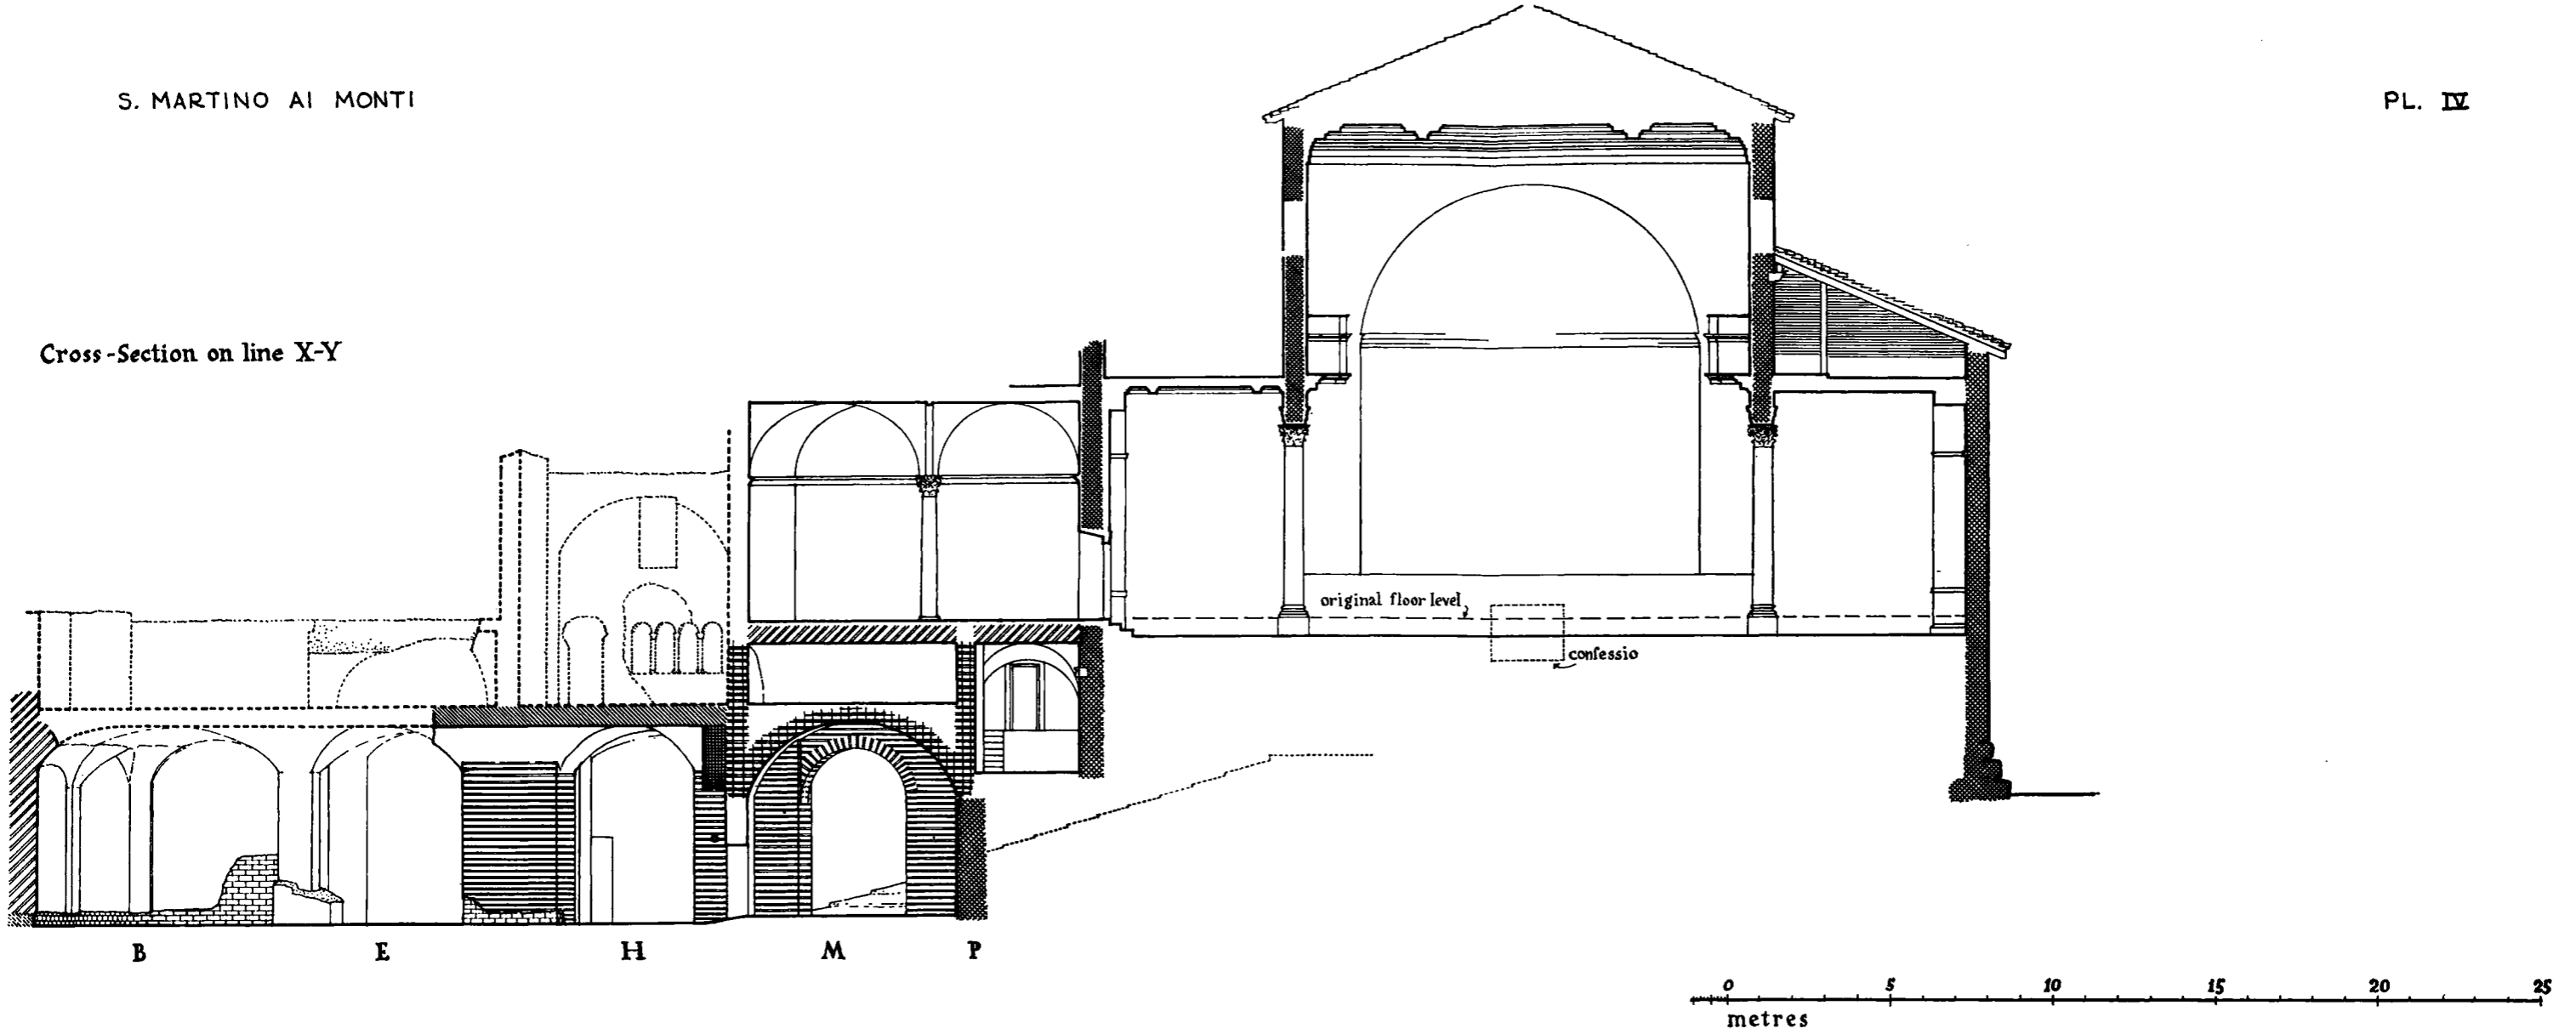 S. MARTINO AI MONTI
PL. IV
Cross-Section on line X-Y
original floor level
confessio
B E H M P
0 5 10 15 20 25
metres